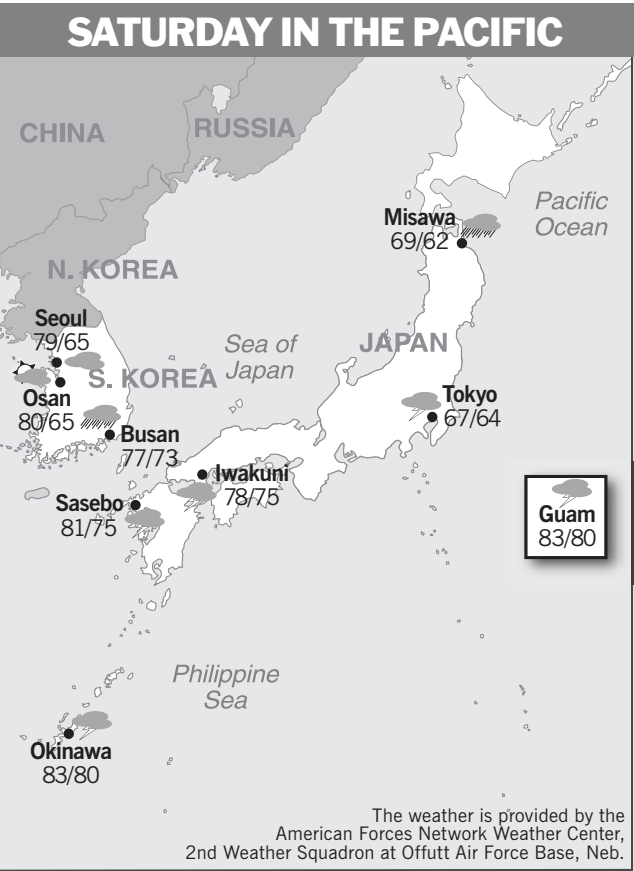 SATURDAY IN THE PACIFIC
CHINA
RUSSIA
Pacific
Ocean
Misawa
69/62
N. KOREA
Seoul
79/65
Sea of
Japan
JAPAN
S. KOREA
Osan
80/65
Tokyo
67/64
Busan
77/73
Iwakuni
78/75
Sasebo
81/75
Guam
83/80
Philippine
Sea
Okinawa
83/80
The weather is provided by the
American Forces Network Weather Center,
2nd Weather Squadron at Offutt Air Force Base, Neb.